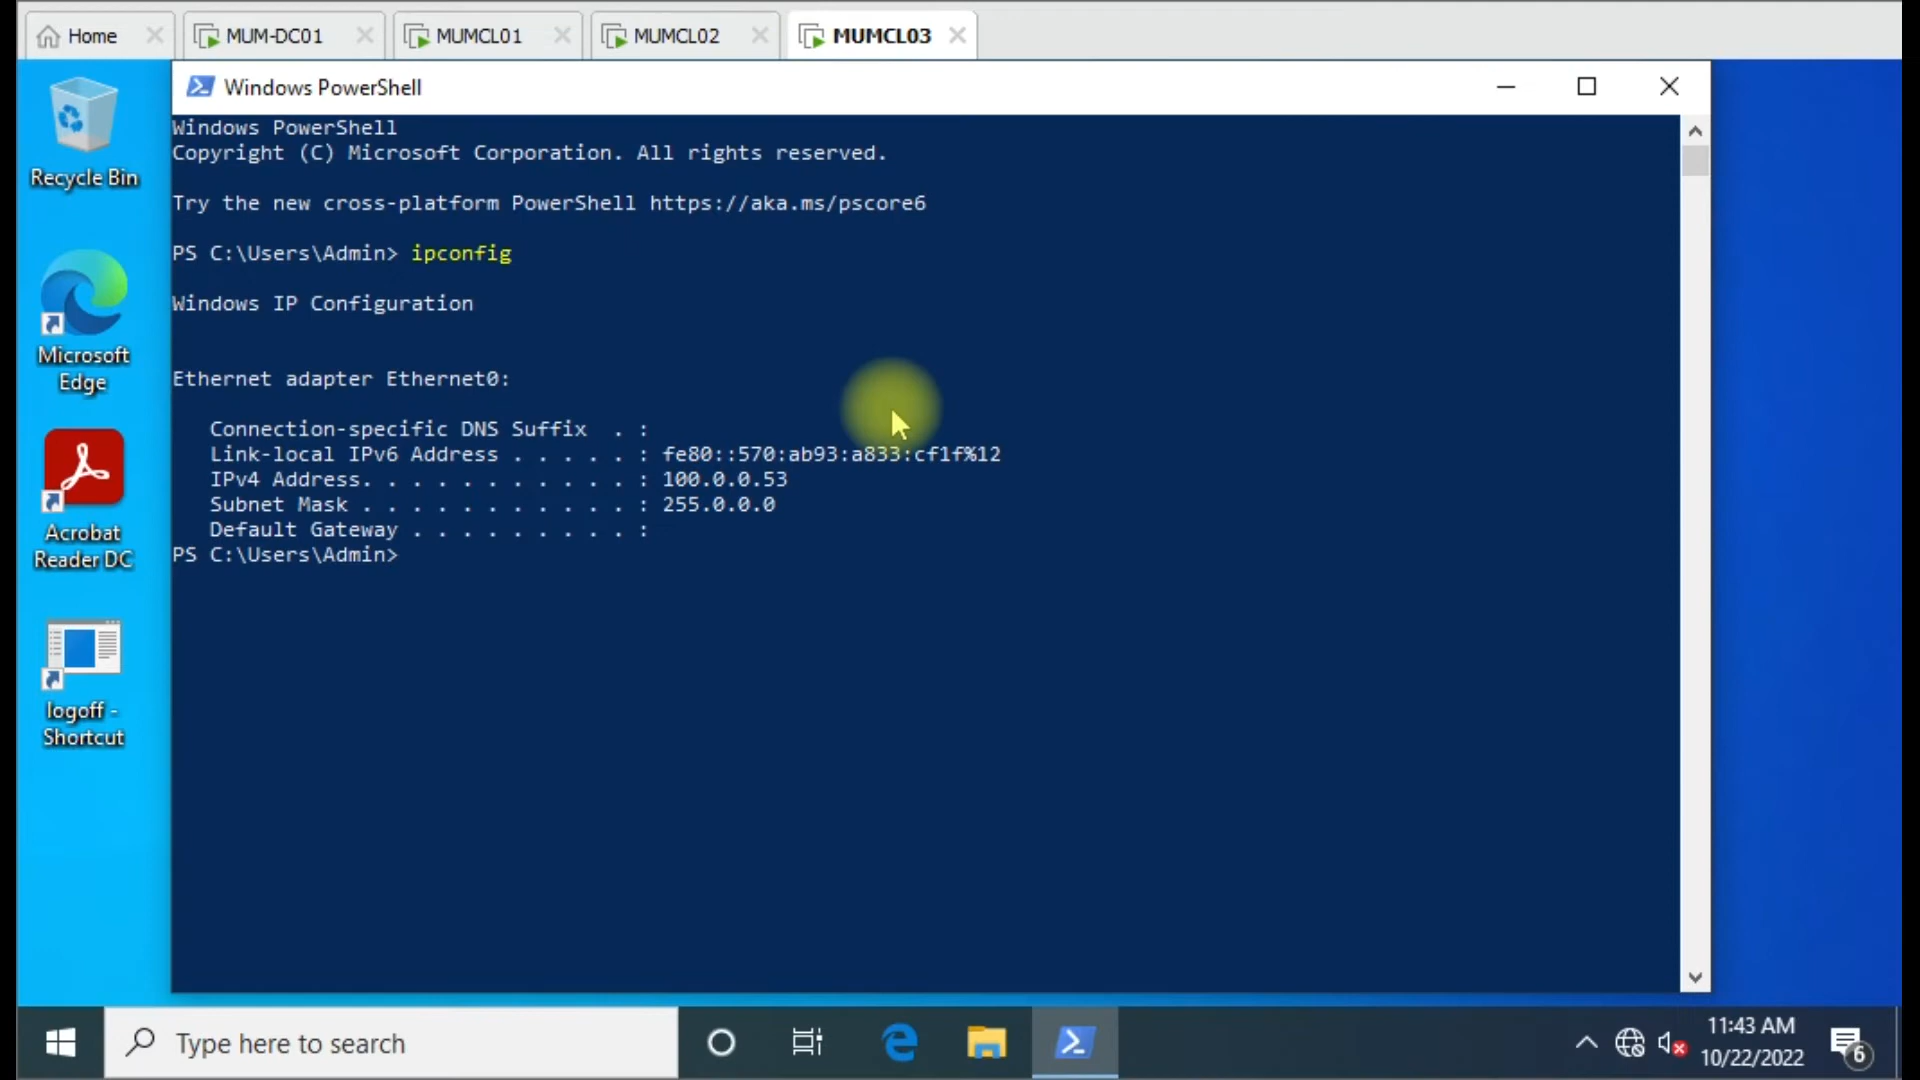 Home
MUM-DC01
MUMCL01
MUMCL02
MUMCL03
Recycle Bin
Microsoft
Edge
Acrobat
Reader DC
logoff -
Shortcut
Windows PowerShell
Windows PowerShell
Copyright (C) Microsoft Corporation. All rights reserved.
Try the new cross-platform PowerShell https://aka.ms/pscore6
PS C:\Users\Admin> ipconfig
Windows IP Configuration
Ethernet adapter Ethernet0:
Connection-specific DNS Suffix  . :
Link-local IPv6 Address . . . . . : fe80::570:ab93:a833:cf1f%12
IPv4 Address. . . . . . . . . . . : 100.0.0.53
Subnet Mask . . . . . . . . . . . : 255.0.0.0
Default Gateway . . . . . . . . . :
PS C:\Users\Admin>
Type here to search
11:43 AM
10/22/2022
6